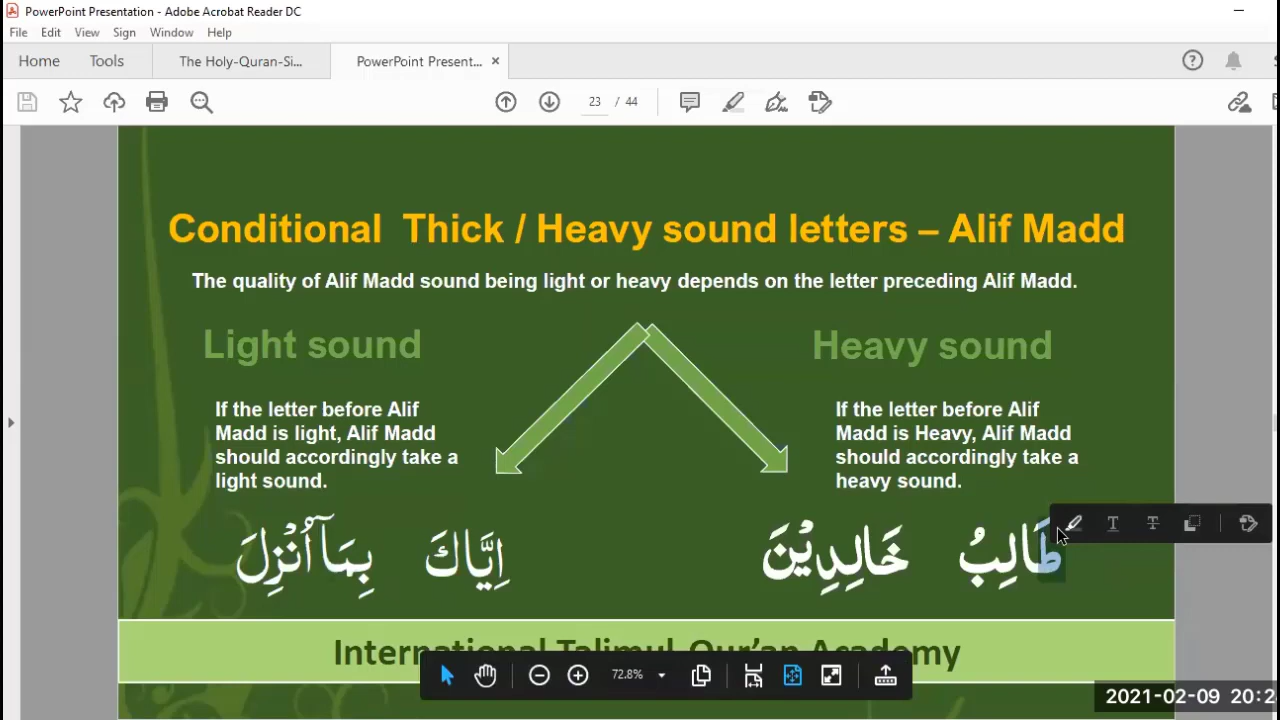 PowerPoint Presentation - Adobe Acrobat Reader DC
File Edit View Sign Window Help
Home Tools The Holy-Quran-Si... PowerPoint Present... ×
23 / 44
Conditional Thick / Heavy sound letters – Alif Madd
The quality of Alif Madd sound being light or heavy depends on the letter preceding Alif Madd.
Light sound
Heavy sound
If the letter before Alif
Madd is light, Alif Madd
should accordingly take a
light sound.
If the letter before Alif
Madd is Heavy, Alif Madd
should accordingly take a
heavy sound.
طَالِبُ خَالِدِيْنَ
اِيَّاكَ بِمَآ اُنْزِلَ
International Talimul-Qur’an Academy
72.8%
2021-02-09 20:2